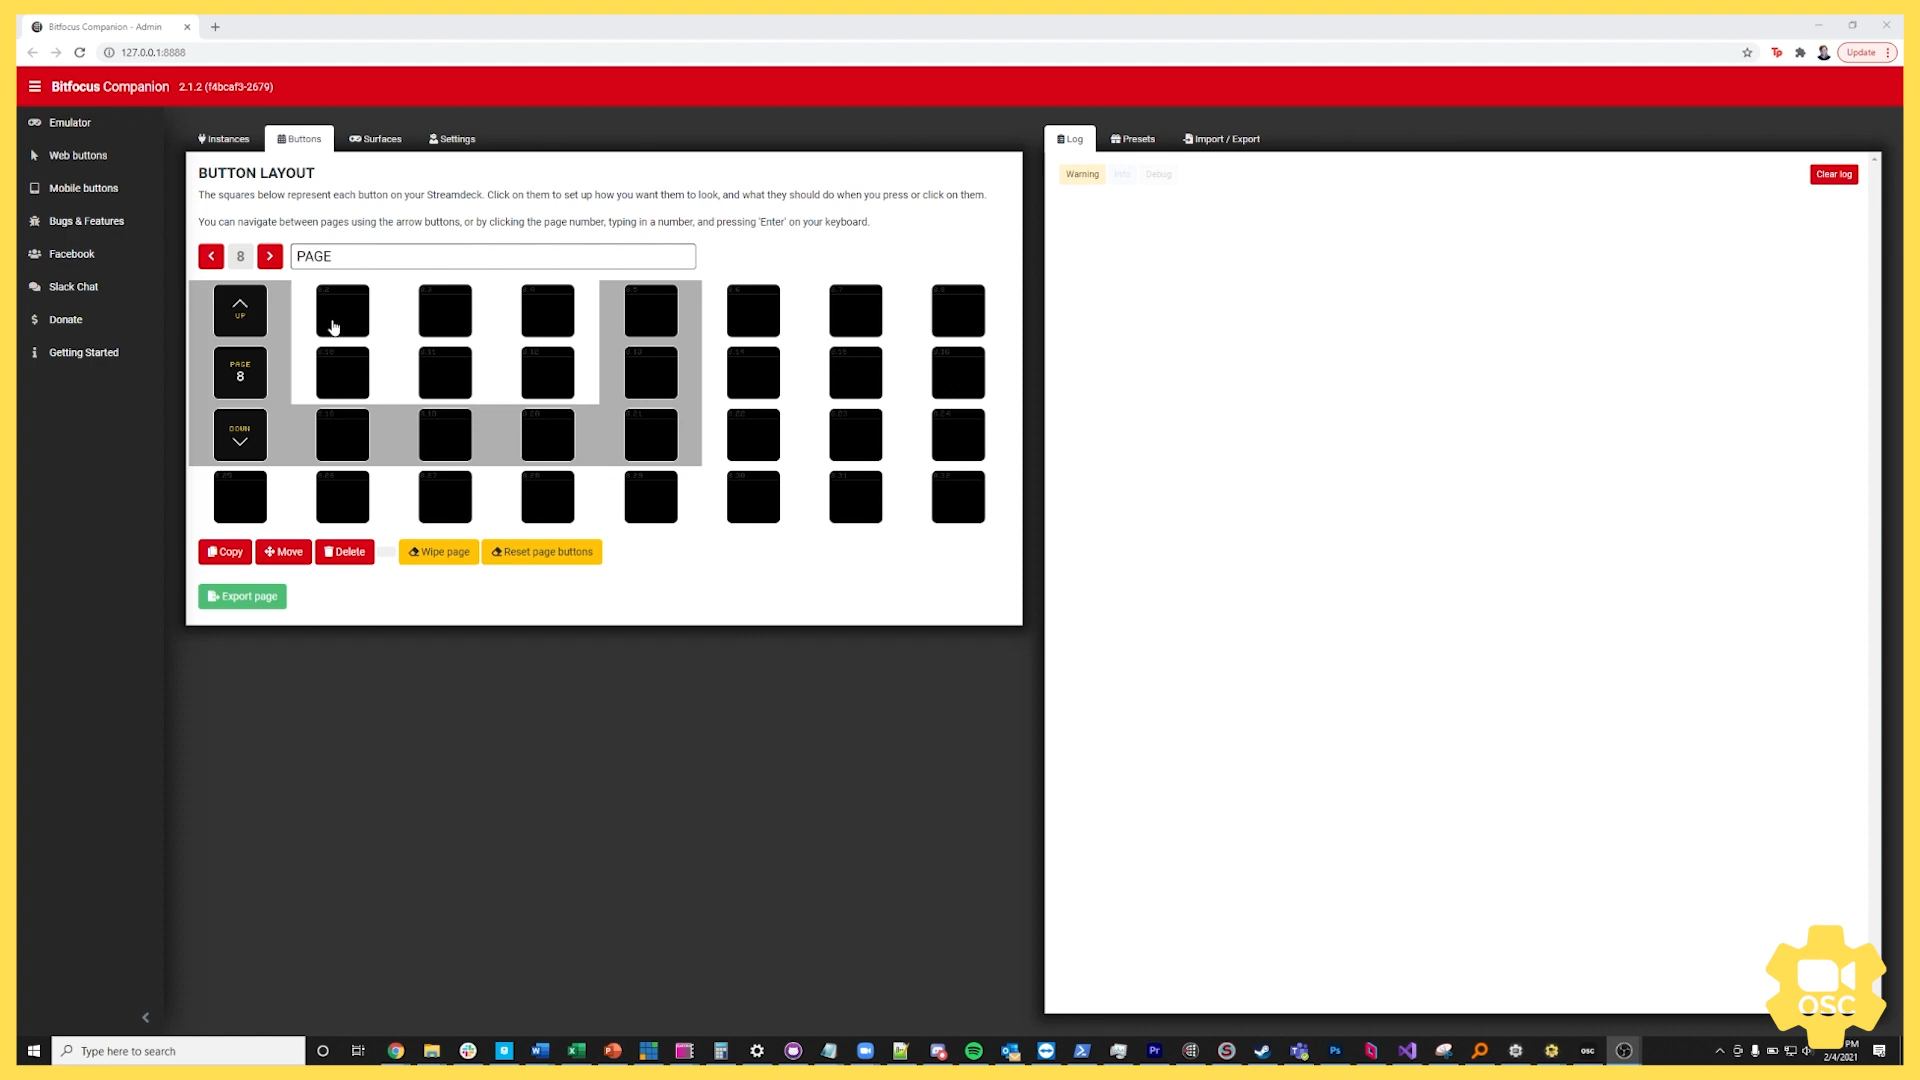 Bitfocus Companion - Admin
127.0.0.1:8888
Update
Bitfocus Companion 2.1.2 (f4bcaf3-2679)
Emulator
Web buttons
Mobile buttons
Bugs & Features
Facebook
Slack Chat
Donate
Getting Started
Instances
Buttons
Surfaces
Settings
BUTTON LAYOUT
The squares below represent each button on your Streamdeck. Click on them to set up how you want them to look, and what they should do when you press or click on them.
You can navigate between pages using the arrow buttons, or by clicking the page number, typing in a number, and pressing 'Enter' on your keyboard.
8
PAGE
UP
PAGE
8
DOWN
Copy
Move
Delete
Wipe page
Reset page buttons
Export page
Log
Presets
Import / Export
Warning
Info
Debug
Clear log
OSC
Type here to search
OSC
PM
2/4/2021